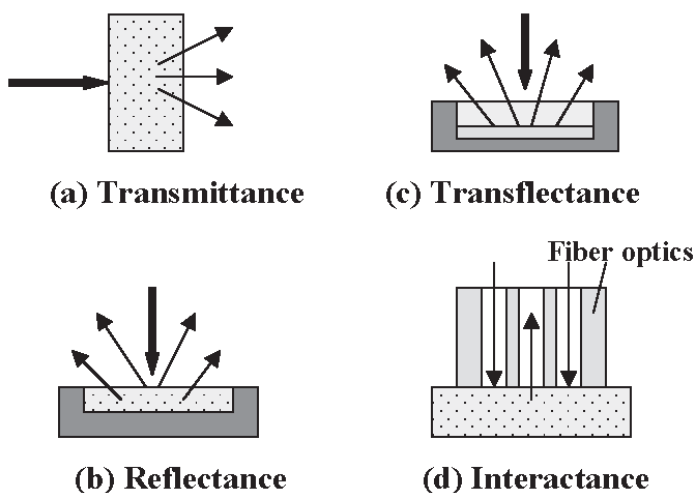 (a) Transmittance
(c) Transflectance
Fiber optics
(b) Reflectance
(d) Interactance